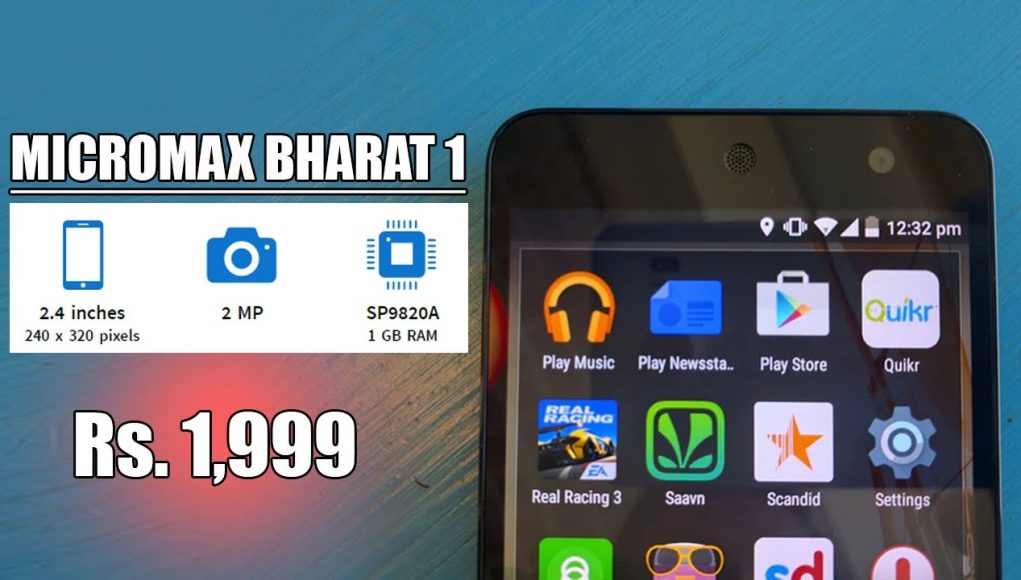 MICROMAX BHARAT 1
2.4 inches
240 x 320 pixels
2 MP
SP9820A
1 GB RAM
Rs. 1,999
12:32 pm
Play Music
Play Newssta..
Play Store
Quikr
Quikr
REAL
RACING
EA
Real Racing 3
Saavn
Scandid
Settings
sd